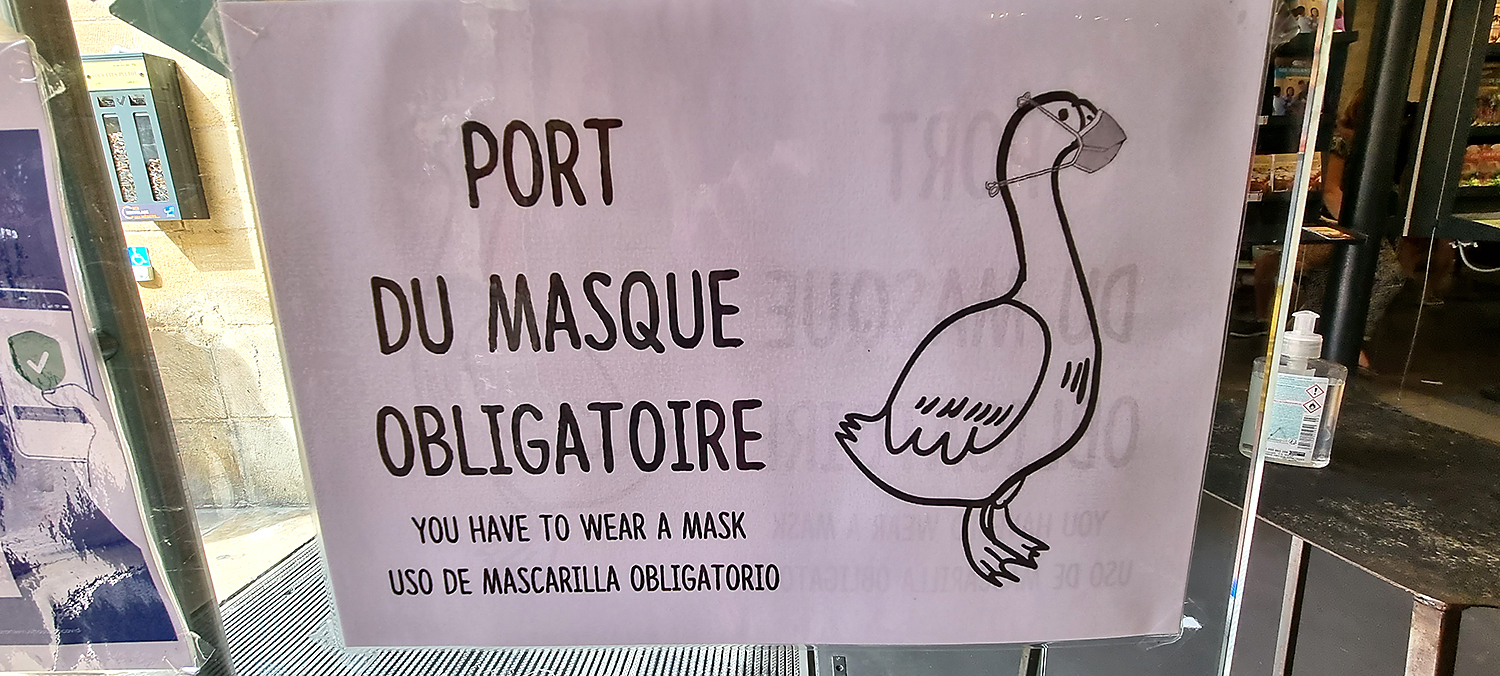 PORT
DU MASQUE
OBLIGATOIRE
YOU HAVE TO WEAR A MASK
USO DE MASCARILLA OBLIGATORIO